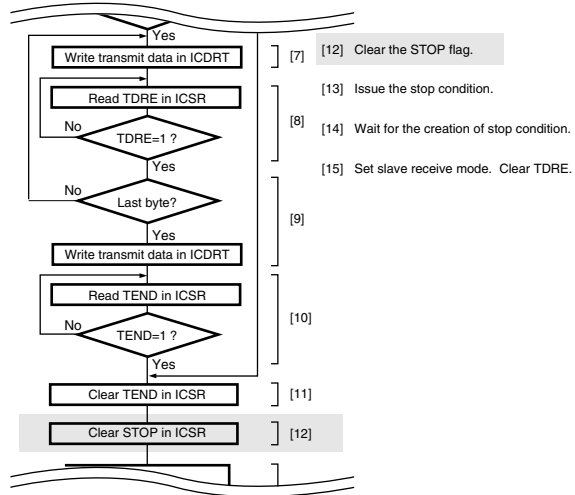 Yes
Write transmit data in ICDRT
[7]
[12] Clear the STOP flag.
Read TDRE in ICSR
[13] Issue the stop condition.
No
TDRE=1 ?
[8]
[14] Wait for the creation of stop condition.
Yes
[15] Set slave receive mode. Clear TDRE.
No
Last byte?
[9]
Yes
Write transmit data in ICDRT
Read TEND in ICSR
No
TEND=1 ?
[10]
Yes
Clear TEND in ICSR
[11]
Clear STOP in ICSR
[12]